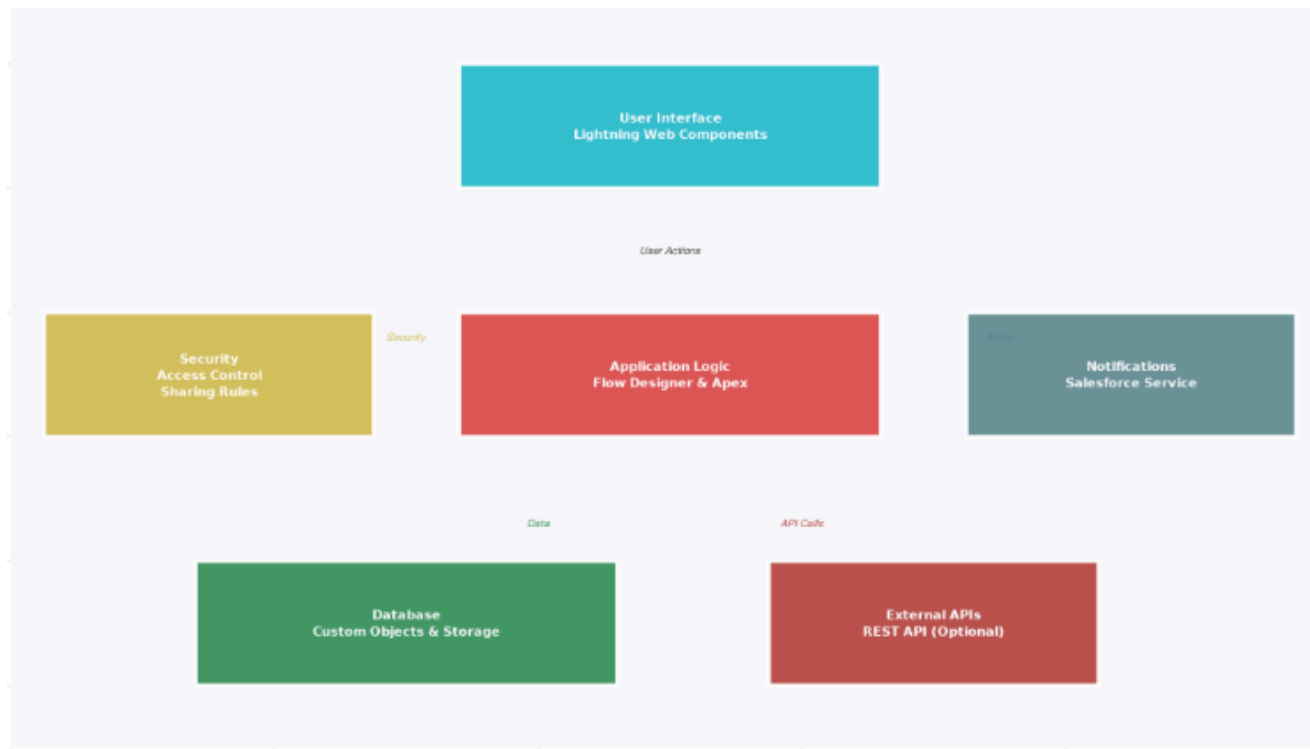 User Interface
Lightning Web Components
User Actions
Security
Access Control
Sharing Rules
Security
Application Logic
Flow Designer & Apex
Alerts
Notifications
Salesforce Service
Data
API Calls
Database
Custom Objects & Storage
External APIs
REST API (Optional)